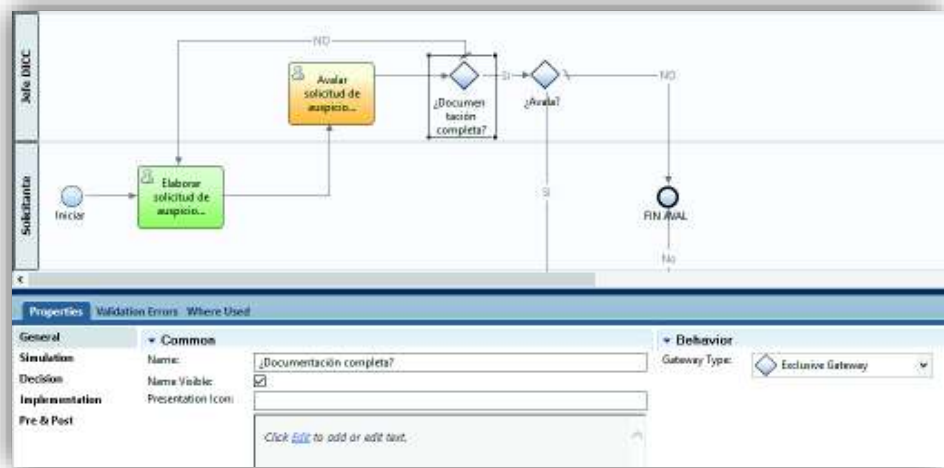 Jefe DICC
NO
Avalar
solicitud de
auspicio...
¿Documen
tación
completa?
SI
¿Avala?
NO
SI
Solicitante
Iniciar
Elaborar
solicitud de
auspicio...
FIN AVAL
No
Properties Validation Errors Where Used
General
Simulation
Decision
Implementation
Pre & Post
Common
Name: ¿Documentación completa?
Name Visible:
Presentation Icon:
Click Edit to add or edit text.
Behavior
Gateway Type: Exclusive Gateway